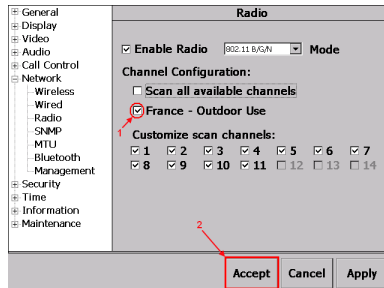 General
Display
Video
Audio
Call Control
Network
Wireless
Wired
Radio
SNMP
MTU
Bluetooth
Management
Security
Time
Information
Maintenance
Radio
Enable Radio 802.11 B/G/N Mode
Channel Configuration:
Scan all available channels
France - Outdoor Use
1
Customize scan channels:
1 2 3 4 5 6 7
8 9 10 11 12 13 14
2
Accept Cancel Apply